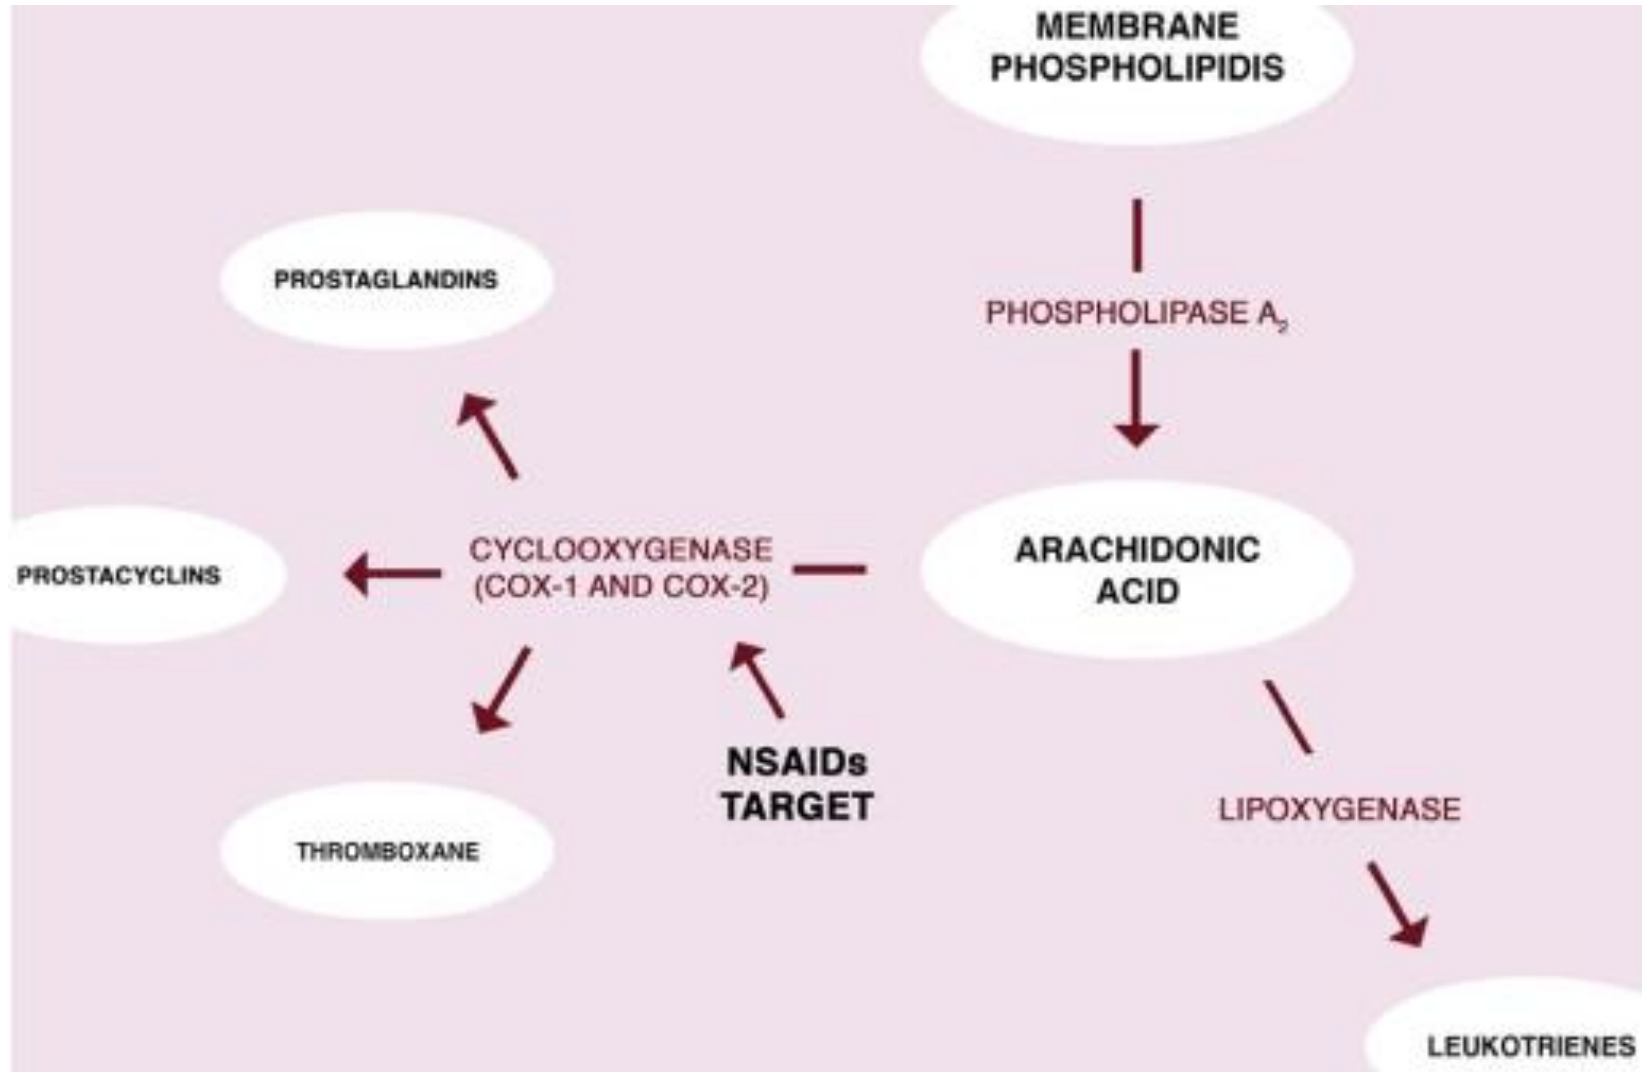 MEMBRANE
PHOSPHOLIPIDIS
PROSTAGLANDINS
PHOSPHOLIPASE A₂
CYCLOOXYGENASE
(COX-1 AND COX-2)
ARACHIDONIC
ACID
PROSTACYCLINS
NSAIDs
TARGET
THROMBOXANE
LIPOXYGENASE
LEUKOTRIENES